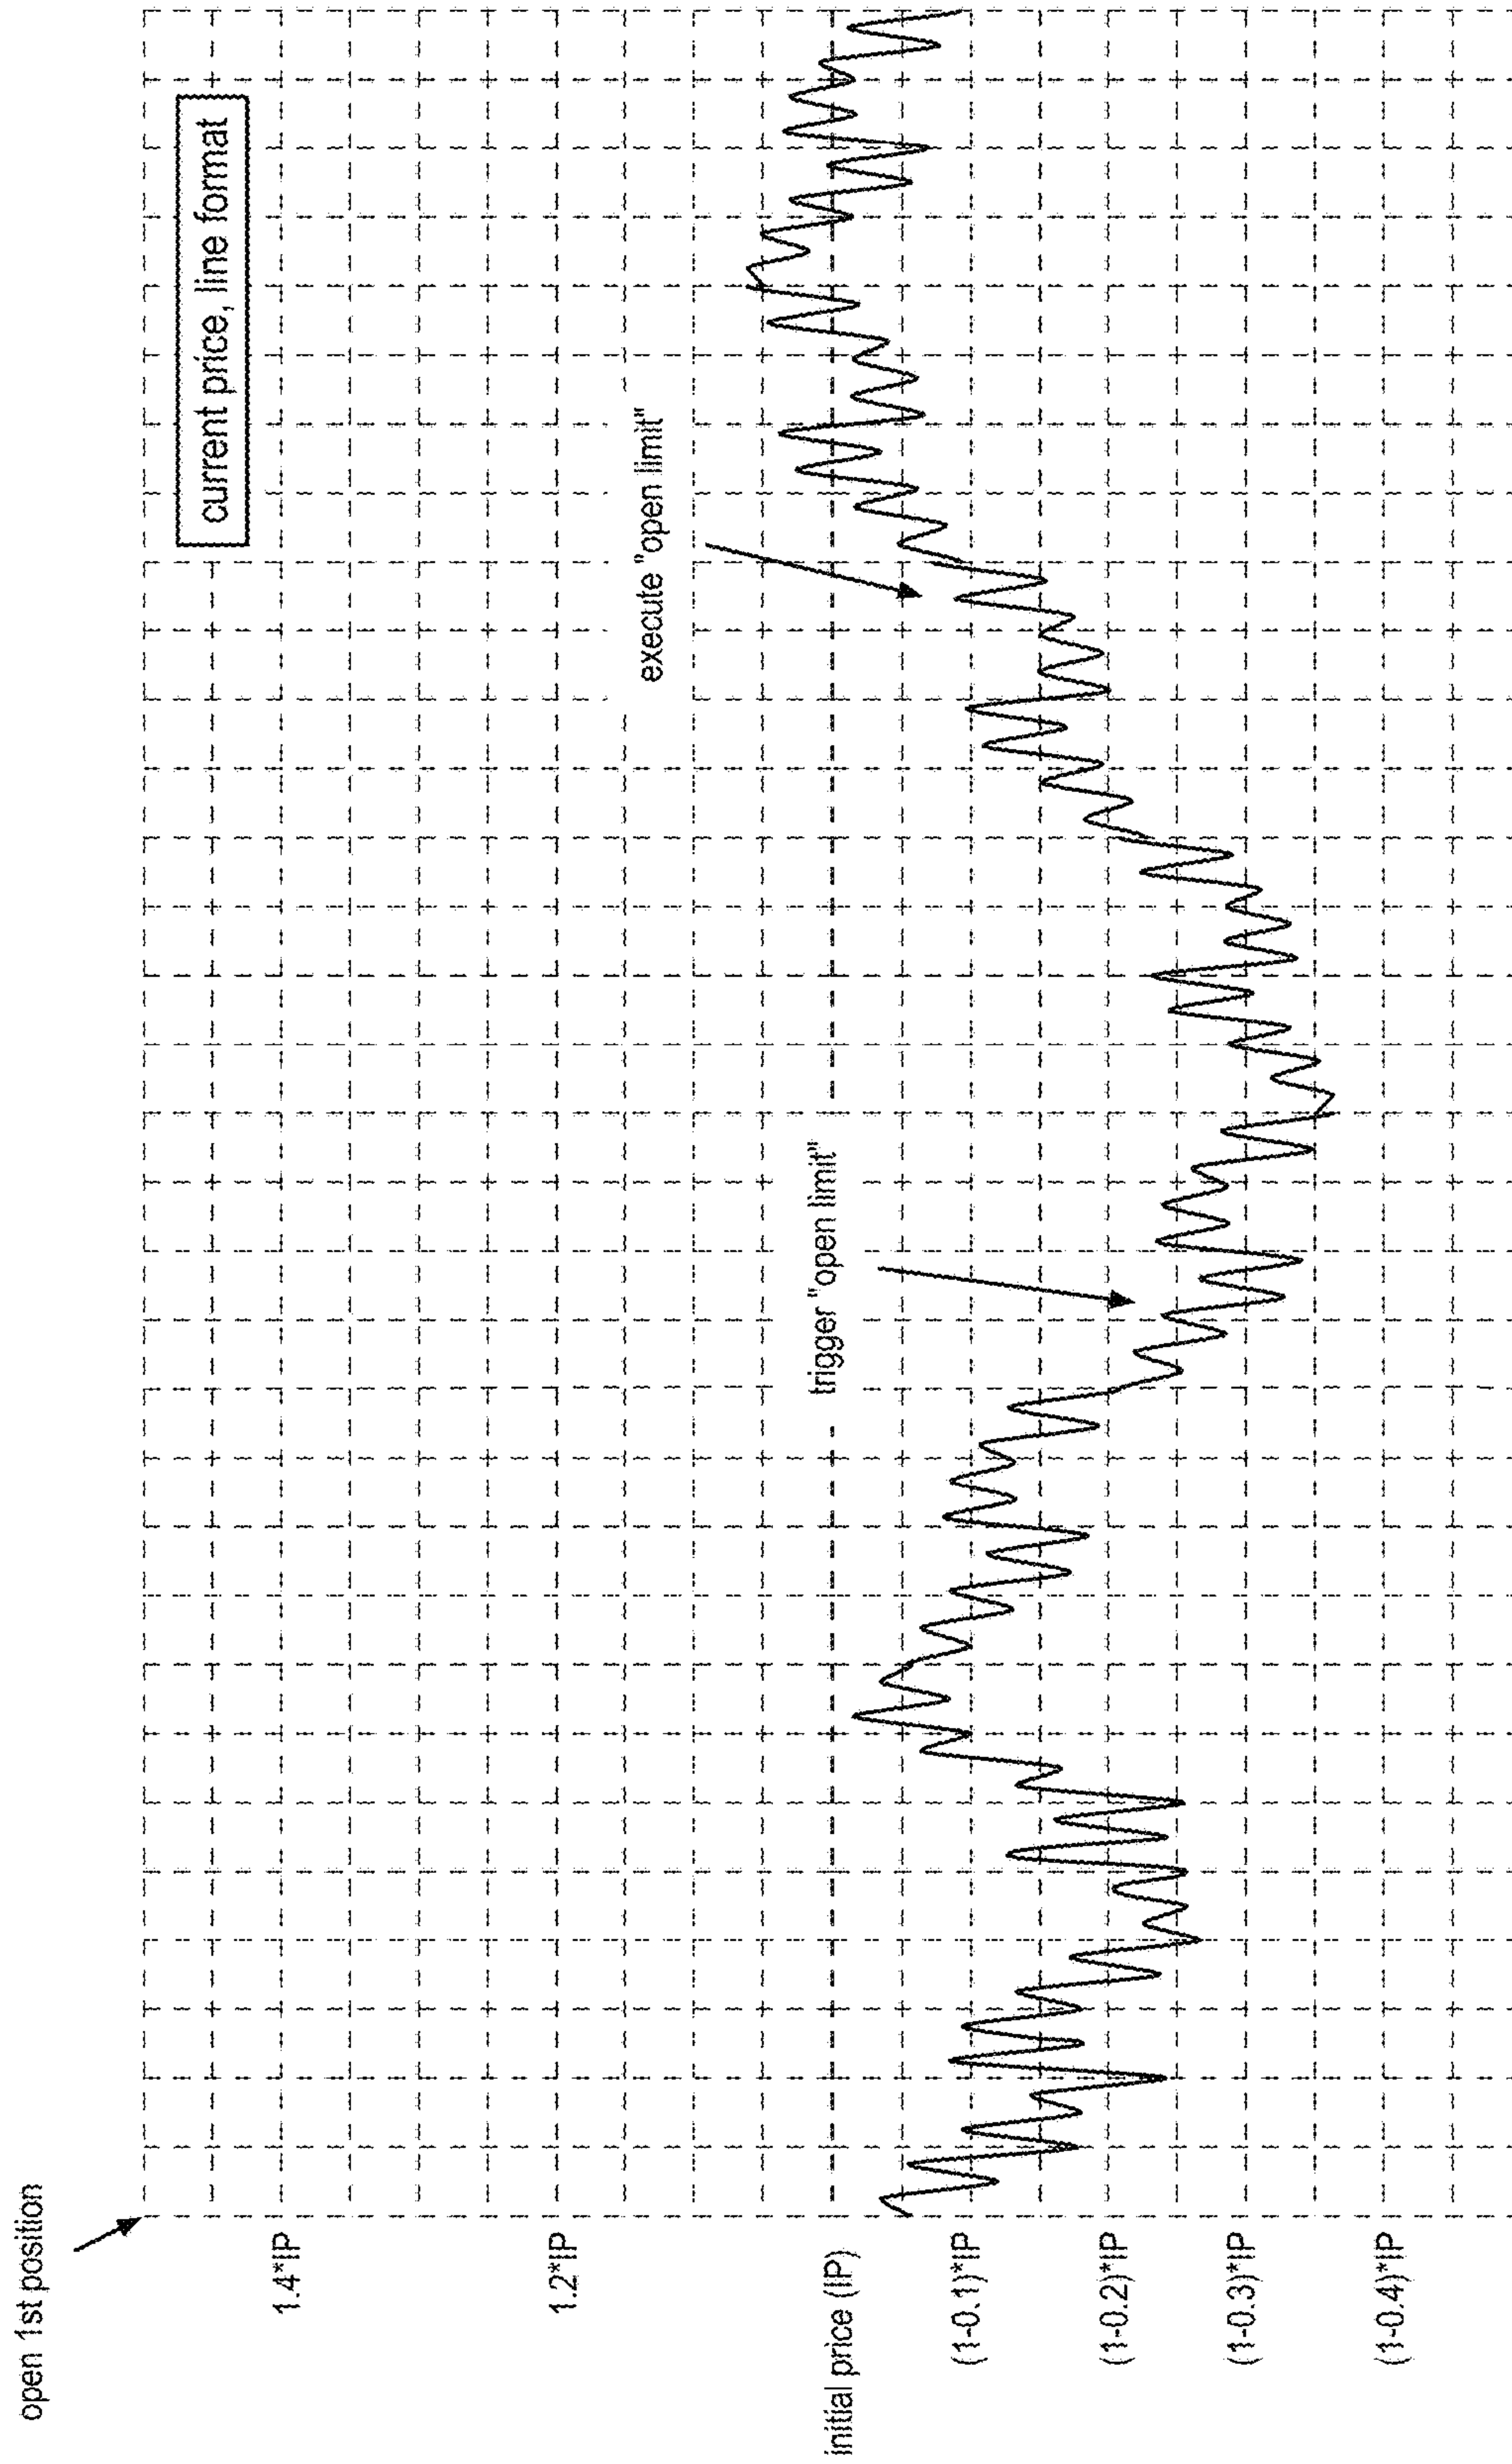 open 1st position
current price, line format
1.4*IP
1.2*IP
execute "open limit"
trigger "open limit"
initial price (IP)
(1-0.1)*IP
(1-0.2)*IP
(1-0.3)*IP
(1-0.4)*IP